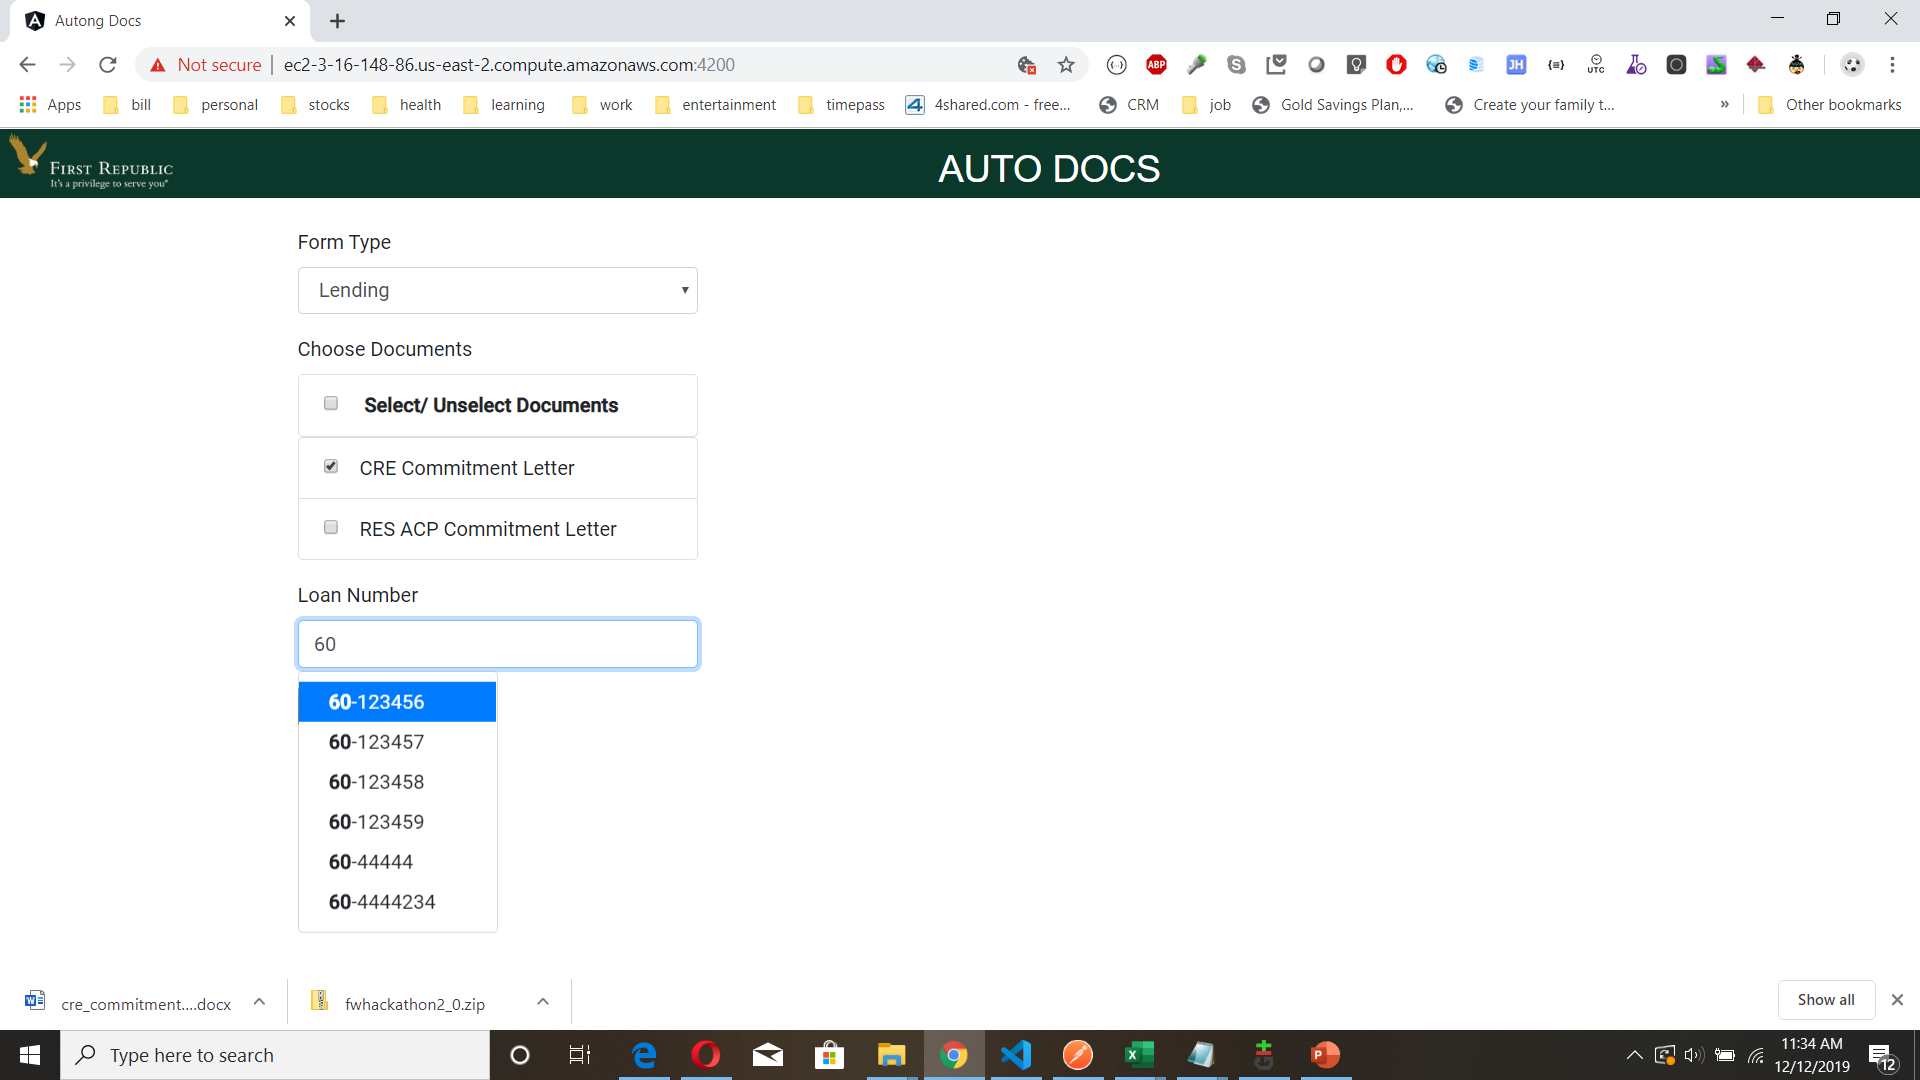 Autong Docs
Not secure | ec2-3-16-148-86.us-east-2.compute.amazonaws.com:4200
ABP
JH
UTC
Apps bill personal stocks health learning work entertainment timepass 4shared.com - free... CRM job Gold Savings Plan,... Create your family t... » Other bookmarks
FIRST REPUBLIC
It's a privilege to serve you®
AUTO DOCS
Form Type
Lending
Choose Documents
Select/ Unselect Documents
CRE Commitment Letter
RES ACP Commitment Letter
Loan Number
60
60-123456
60-123457
60-123458
60-123459
60-44444
60-4444234
cre_commitment....docx
fwhackathon2_0.zip
Show all
Type here to search
11:34 AM
12/12/2019
12